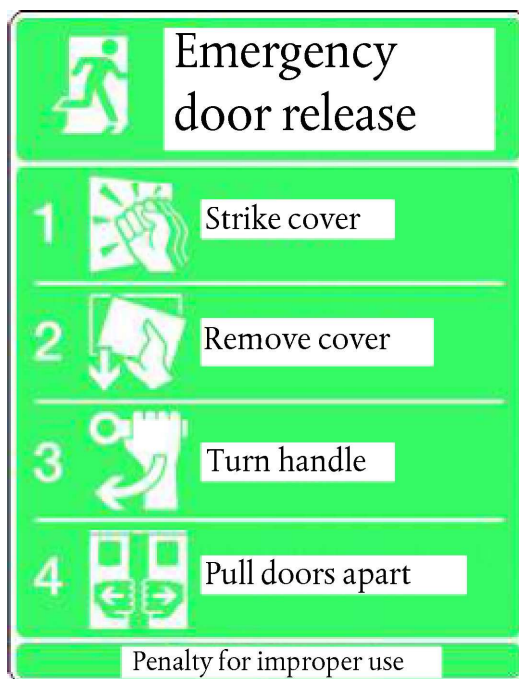 Emergency
door release
1 Strike cover
2 Remove cover
3 Turn handle
4 Pull doors apart
Penalty for improper use